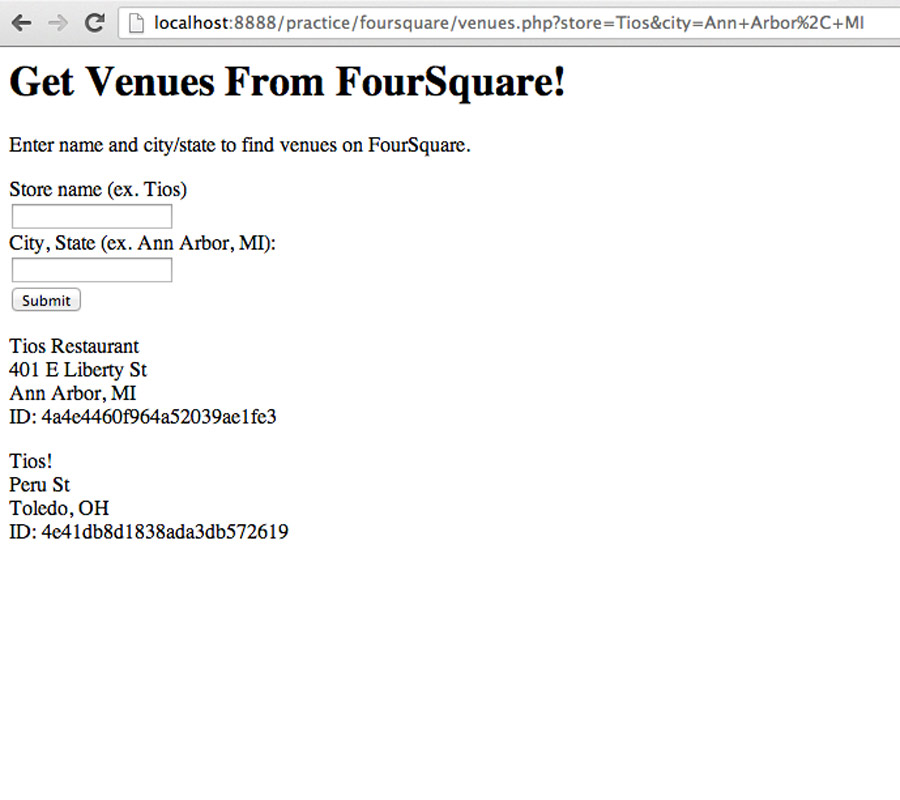 localhost:8888/practice/foursquare/venues.php?store=Tios&city=Ann+Arbor%2C+MI
Get Venues From FourSquare!
Enter name and city/state to find venues on FourSquare.
Store name (ex. Tios)
City, State (ex. Ann Arbor, MI):
Submit
Tios Restaurant
401 E Liberty St
Ann Arbor, MI
ID: 4a4e4460f964a52039ae1fe3
Tios!
Peru St
Toledo, OH
ID: 4e41db8d1838ada3db572619